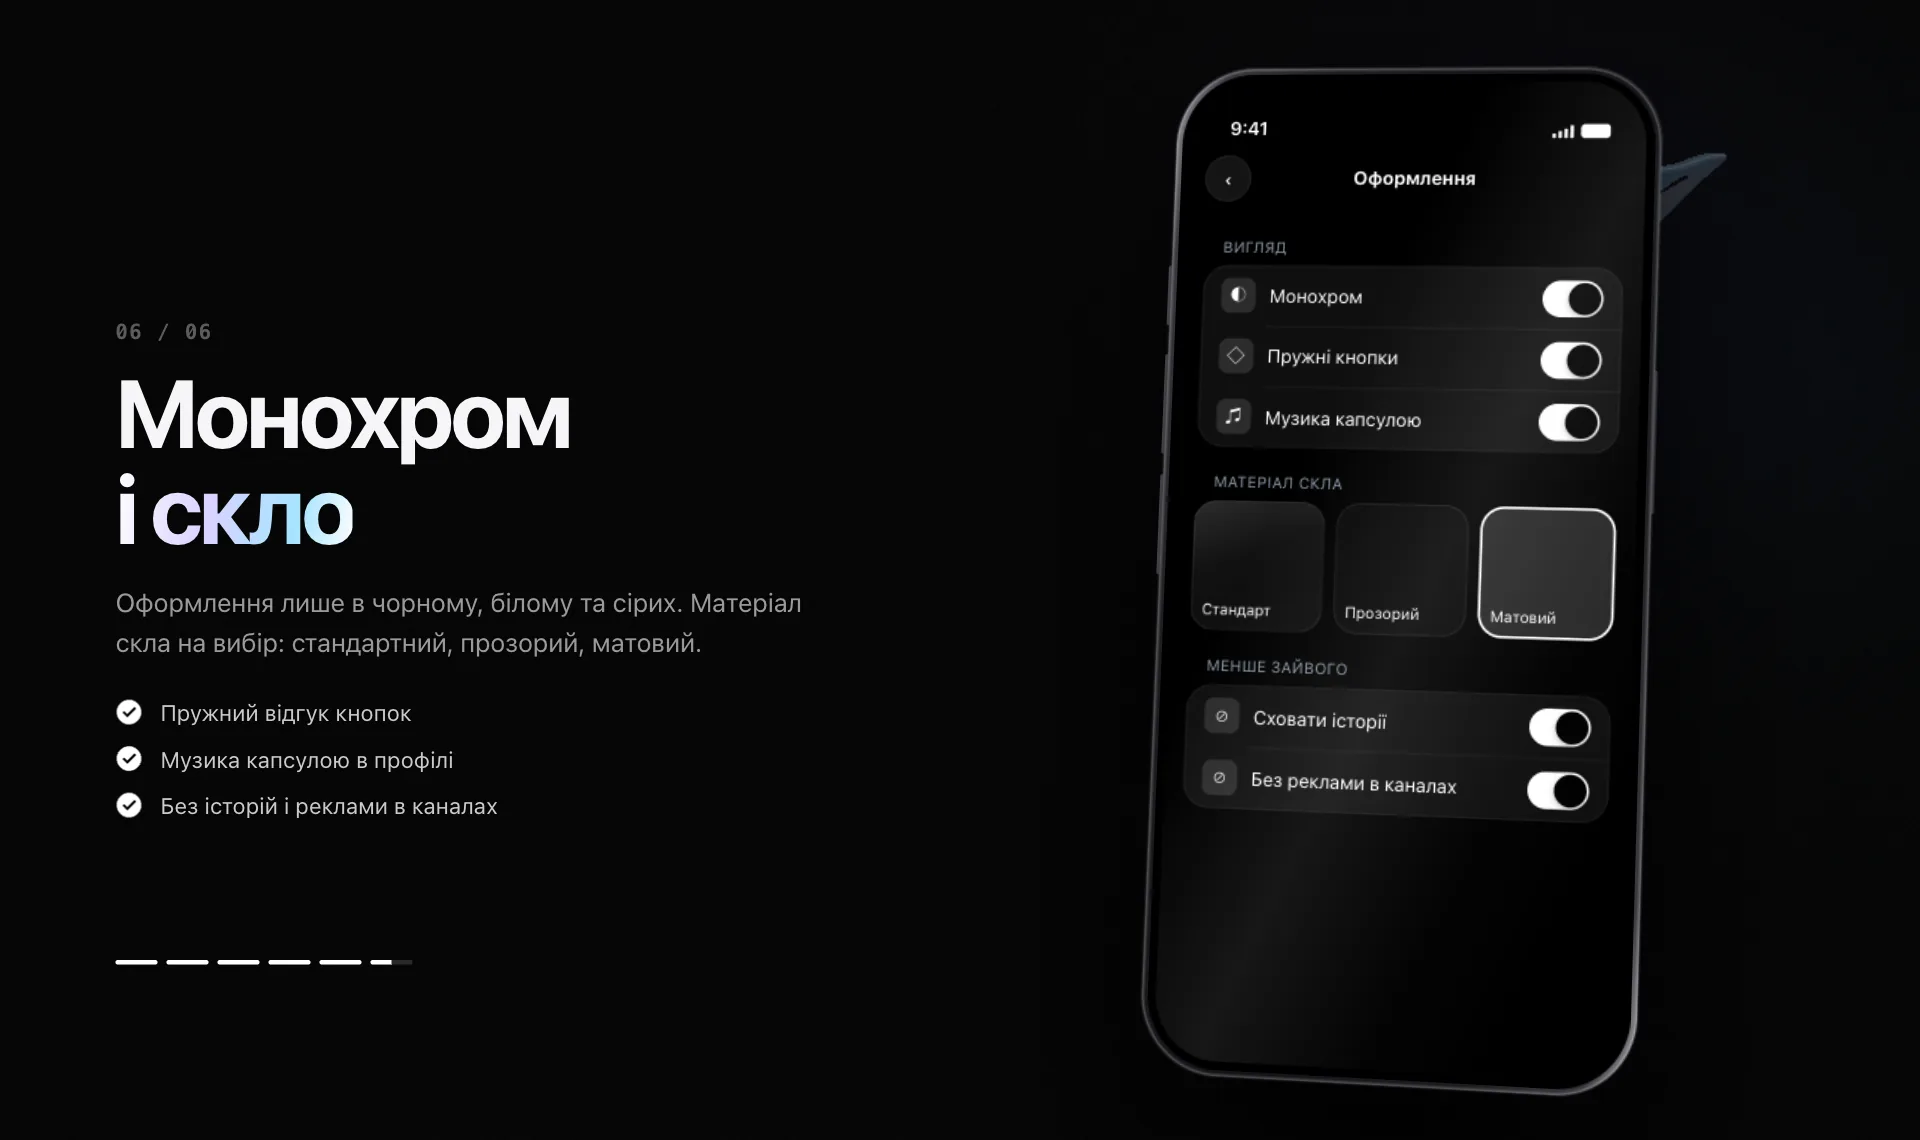 06 / 06
Монохром
і скло
Оформлення лише в чорному, білому та сірих. Матеріал
скла на вибір: стандартний, прозорий, матовий.
Пружний відгук кнопок
Музика капсулою в профілі
Без історій і реклами в каналах
9:41
Оформлення
ВИГЛЯД
Монохром
Пружні кнопки
Музика капсулою
МАТЕРІАЛ СКЛА
Стандарт
Прозорий
Матовий
МЕНШЕ ЗАЙВОГО
Сховати історії
Без реклами в каналах